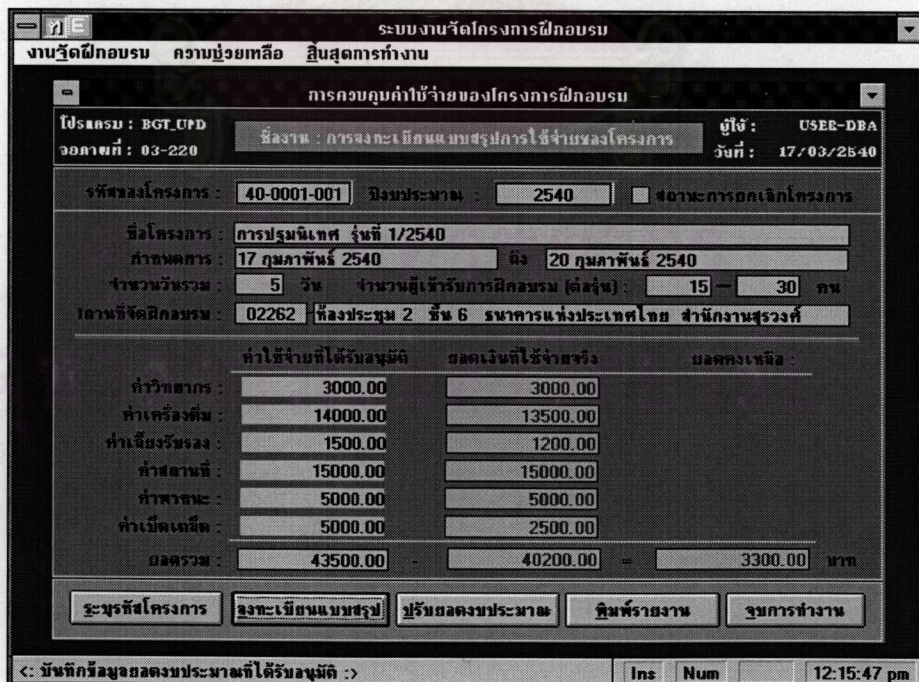 ระบบงานจัดโครงการฝึกอบรม
งานจัดฝึกอบรม ความช่วยเหลือ สิ้นสุดการทำงาน
การควบคุมค่าใช้จ่ายของโครงการฝึกอบรม
โปรแกรม : BGT_UPD
ชื่องาน : การลงทะเบียนแบบสรุปการใช้จ่ายของโครงการ
ผู้ใช้ : USER-DBA
จอภาพที่ : 03-220
วันที่ : 17/03/2540
รหัสของโครงการ : 40-0001-001 ปีงบประมาณ : 2540 สถานะการยกเลิกโครงการ
ชื่อโครงการ : การปฐมนิเทศ รุ่นที่ 1/2540
กำหนดการ : 17 กุมภาพันธ์ 2540 ถึง 20 กุมภาพันธ์ 2540
จำนวนวันรวม : 5 วัน จำนวนผู้เข้ารับการฝึกอบรม (ต่อรุ่น) : 15 — 30 คน
สถานที่จัดฝึกอบรม : 02262 ห้องประชุม 2 ชั้น 6 ธนาคารแห่งประเทศไทย สำนักงานสุรวงศ์
ค่าใช้จ่ายที่ได้รับอนุมัติ ยอดเงินที่ใช้จ่ายจริง ยอดคงเหลือ :
ค่าวิทยากร : 3000.00 3000.00
ค่าเครื่องดื่ม : 14000.00 13500.00
ค่าเลี้ยงรับรอง : 1500.00 1200.00
ค่าสถานที่ : 15000.00 15000.00
ค่าพาหนะ : 5000.00 5000.00
ค่าเบ็ดเตล็ด : 5000.00 2500.00
ยอดรวม : 43500.00 - 40200.00 = 3300.00 บาท
ระบุรหัสโครงการ ลงทะเบียนแบบสรุป ปรับยอดงบประมาณ พิมพ์รายงาน จบการทำงาน
<: บันทึกข้อมูลยอดงบประมาณที่ได้รับอนุมัติ :> Ins Num 12:15:47 pm